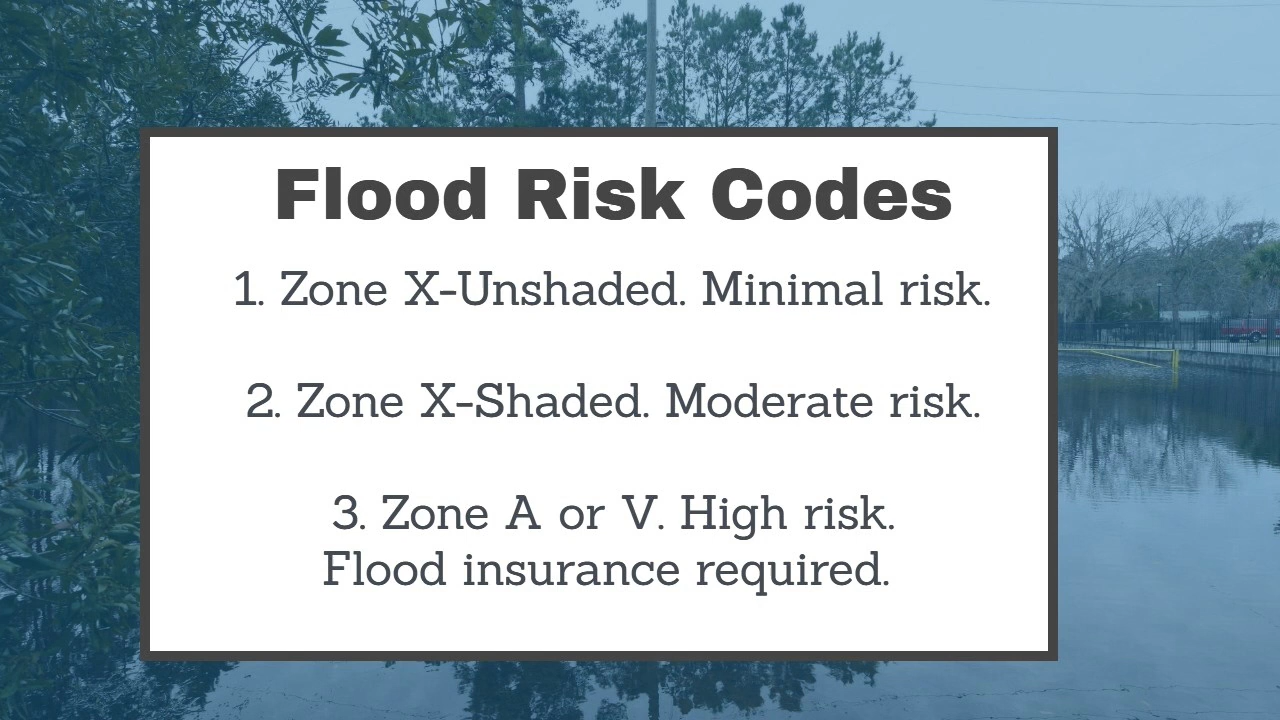 Flood Risk Codes
1. Zone X-Unshaded. Minimal risk.
2. Zone X-Shaded. Moderate risk.
3. Zone A or V. High risk.
Flood insurance required.